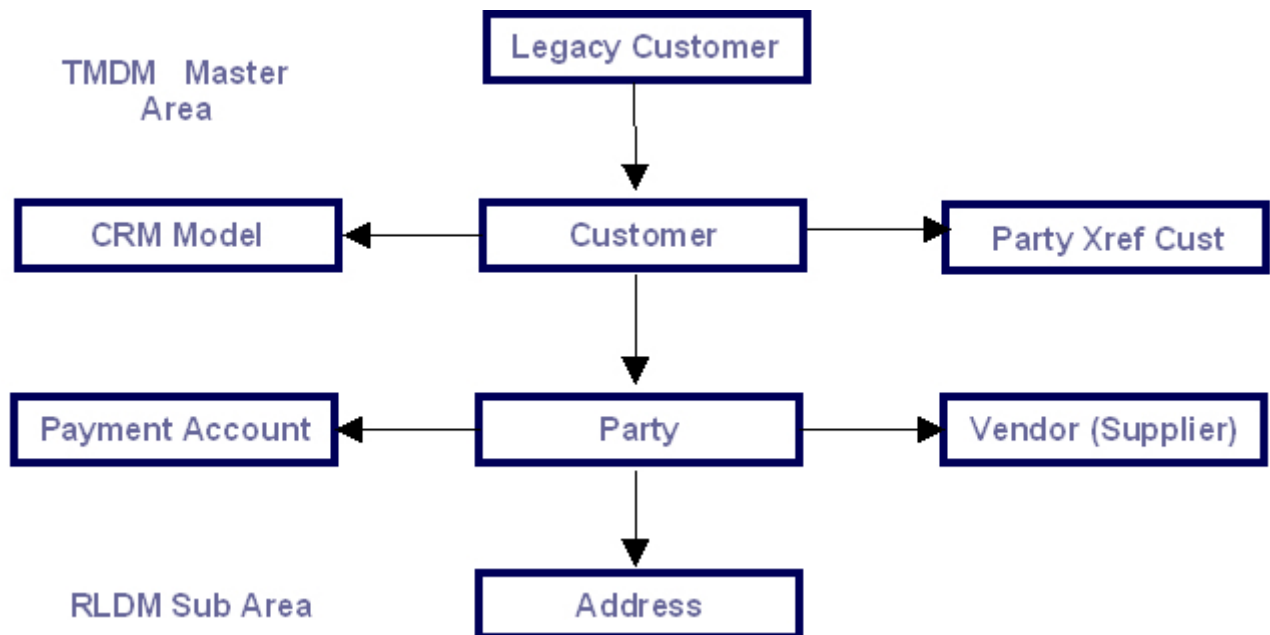 Legacy Customer
TMDM Master
Area
CRM Model
Customer
Party Xref Cust
Payment Account
Party
Vendor (Supplier)
RLDM Sub Area
Address